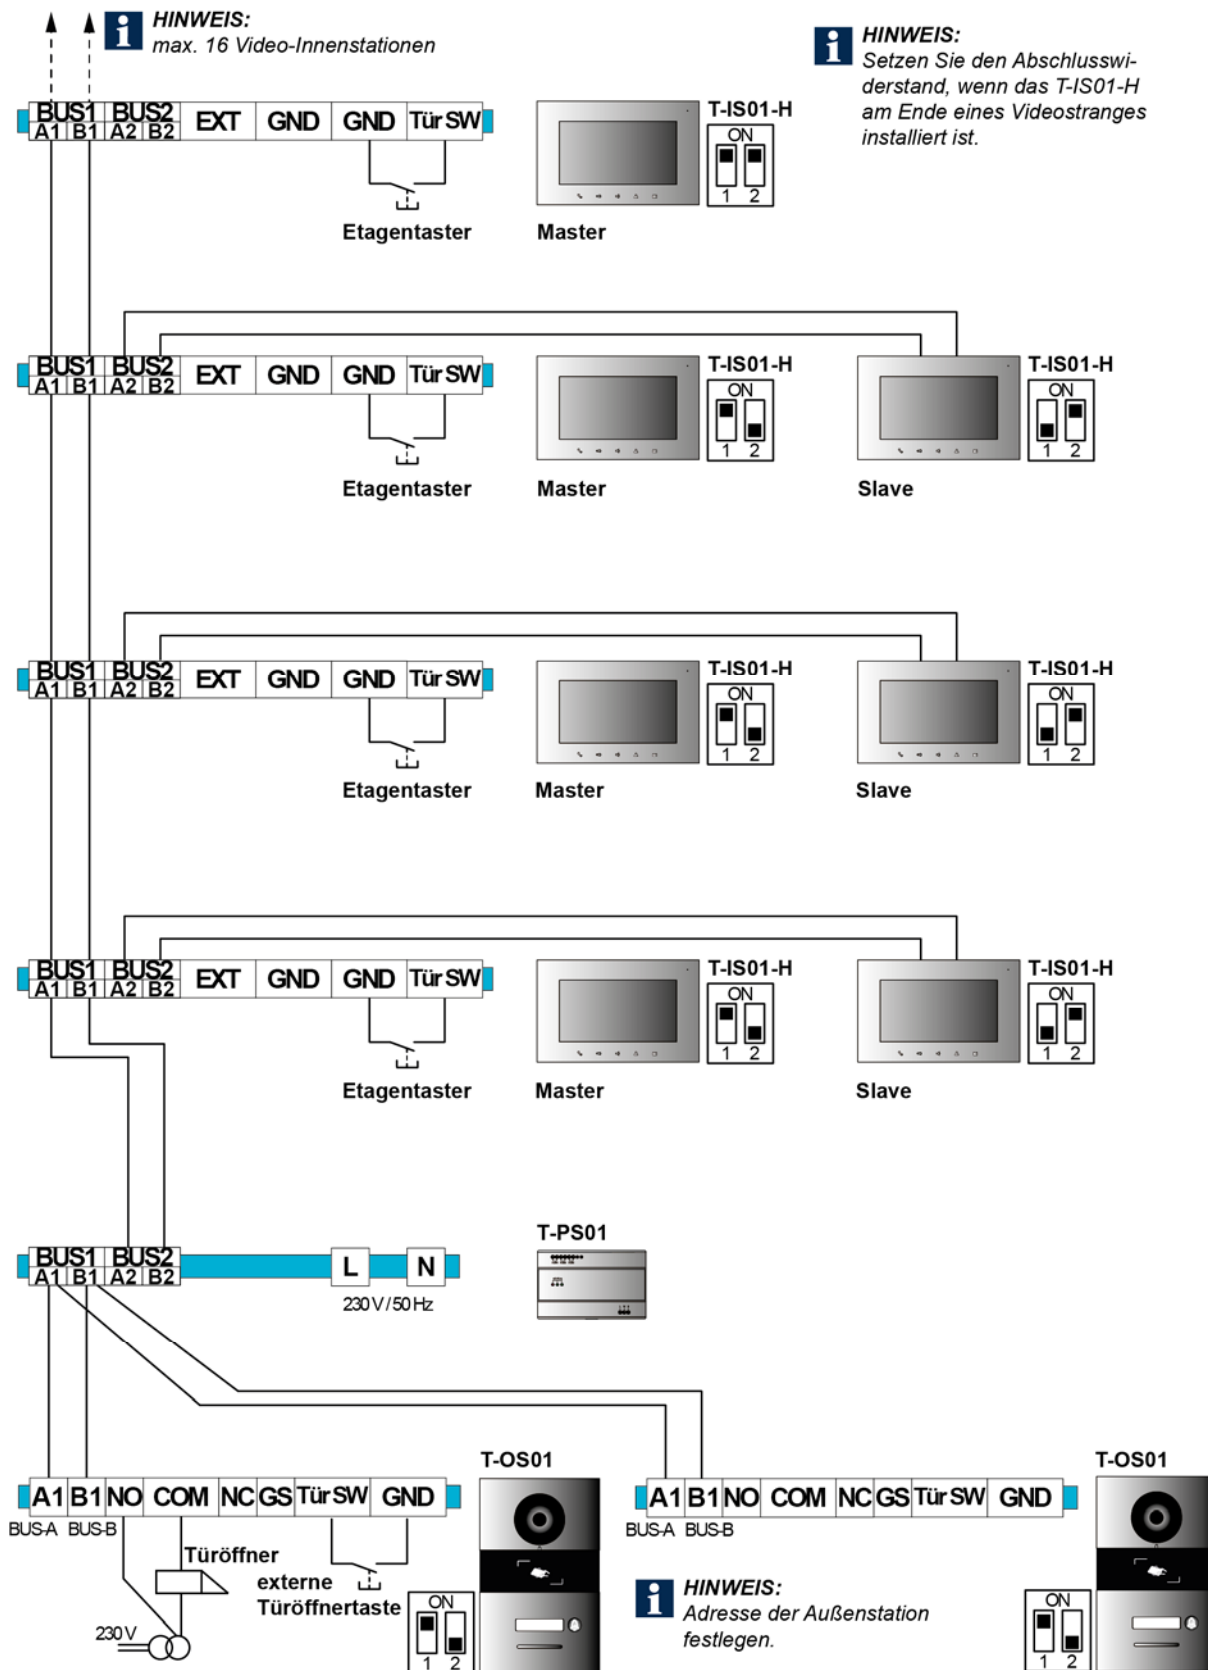 HINWEIS:
max. 16 Video-Innenstationen
HINWEIS:
Setzen Sie den Abschlusswi-
derstand, wenn das T-IS01-H
am Ende eines Videostranges
installiert ist.
BUS1 BUS2 EXT GND GND Tür SW
A1 B1 A2 B2
T-IS01-H
ON
1 2
Etagentaster
Master
BUS1 BUS2 EXT GND GND Tür SW
A1 B1 A2 B2
T-IS01-H
ON
1 2
T-IS01-H
ON
1 2
Etagentaster
Master
Slave
BUS1 BUS2 EXT GND GND Tür SW
A1 B1 A2 B2
T-IS01-H
ON
1 2
T-IS01-H
ON
1 2
Etagentaster
Master
Slave
BUS1 BUS2 EXT GND GND Tür SW
A1 B1 A2 B2
T-IS01-H
ON
1 2
T-IS01-H
ON
1 2
Etagentaster
Master
Slave
T-PS01
BUS1 BUS2 L N
A1 B1 A2 B2
230 V / 50 Hz
T-OS01
A1 B1 NO COM NC GS Tür SW GND
BUS-A BUS-B
Türöffner
externe
Türöffnertaste
230 V
ON
1 2
T-OS01
A1 B1 NO COM NC GS Tür SW GND
BUS-A BUS-B
HINWEIS:
Adresse der Außenstation
festlegen.
ON
1 2